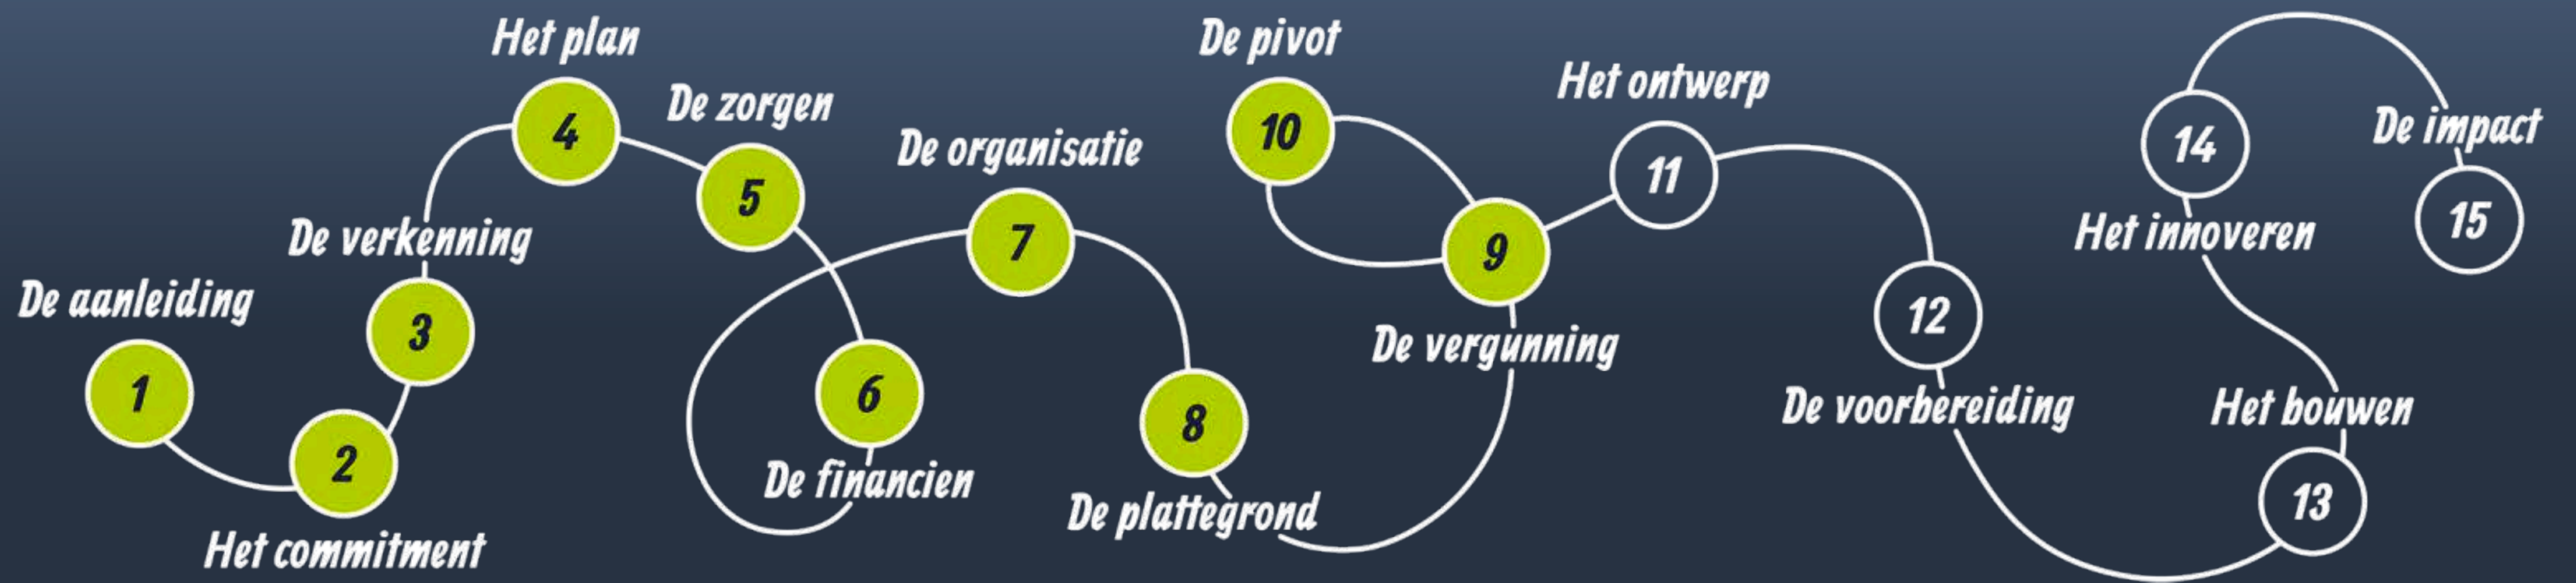 De aanleiding
1
2
Het commitment
De verkenning
3
Het plan
4
De zorgen
5
6
De financien
De organisatie
7
8
De plattegrond
9
De vergunning
De pivot
10
Het ontwerp
11
12
De voorbereiding
Het bouwen
13
14
Het innoveren
De impact
15